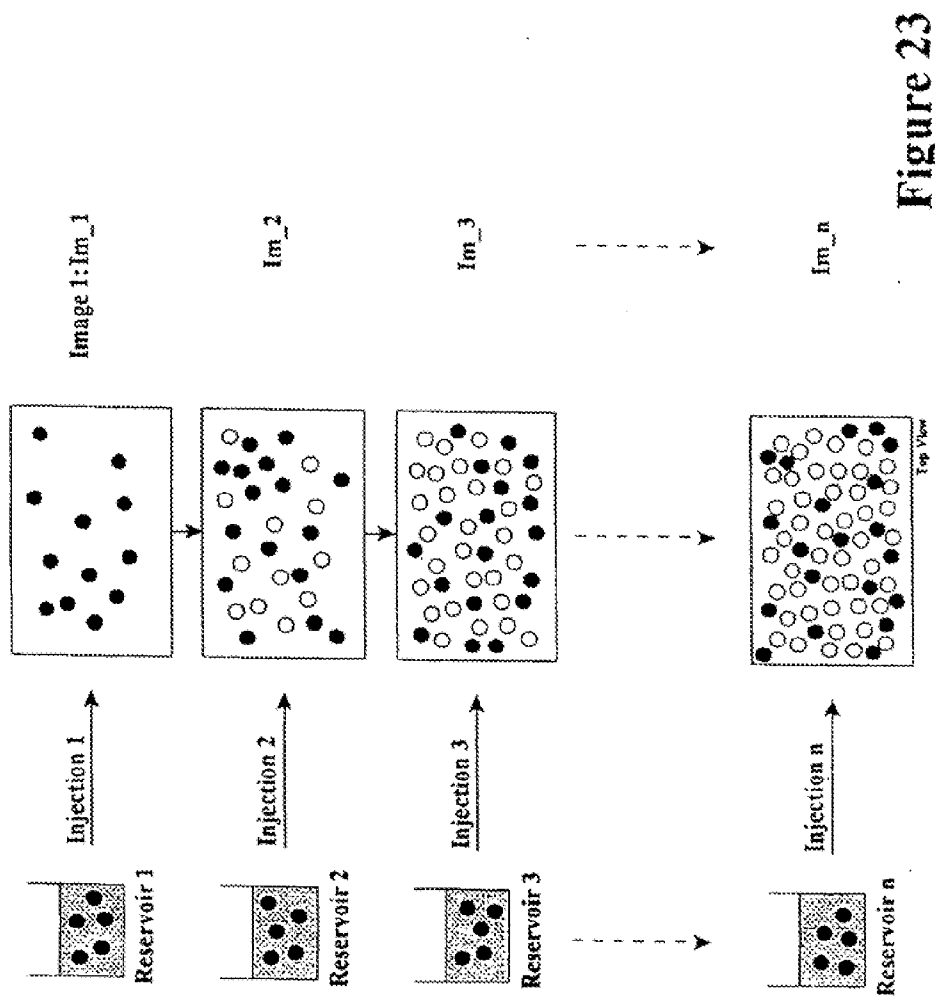 Reservoir 1
Injection 1
Image 1:Im_1
Reservoir 2
Injection 2
Im_2
Reservoir 3
Injection 3
Im_3
Reservoir n
Injection n
Top View
Im_n
Figure 23